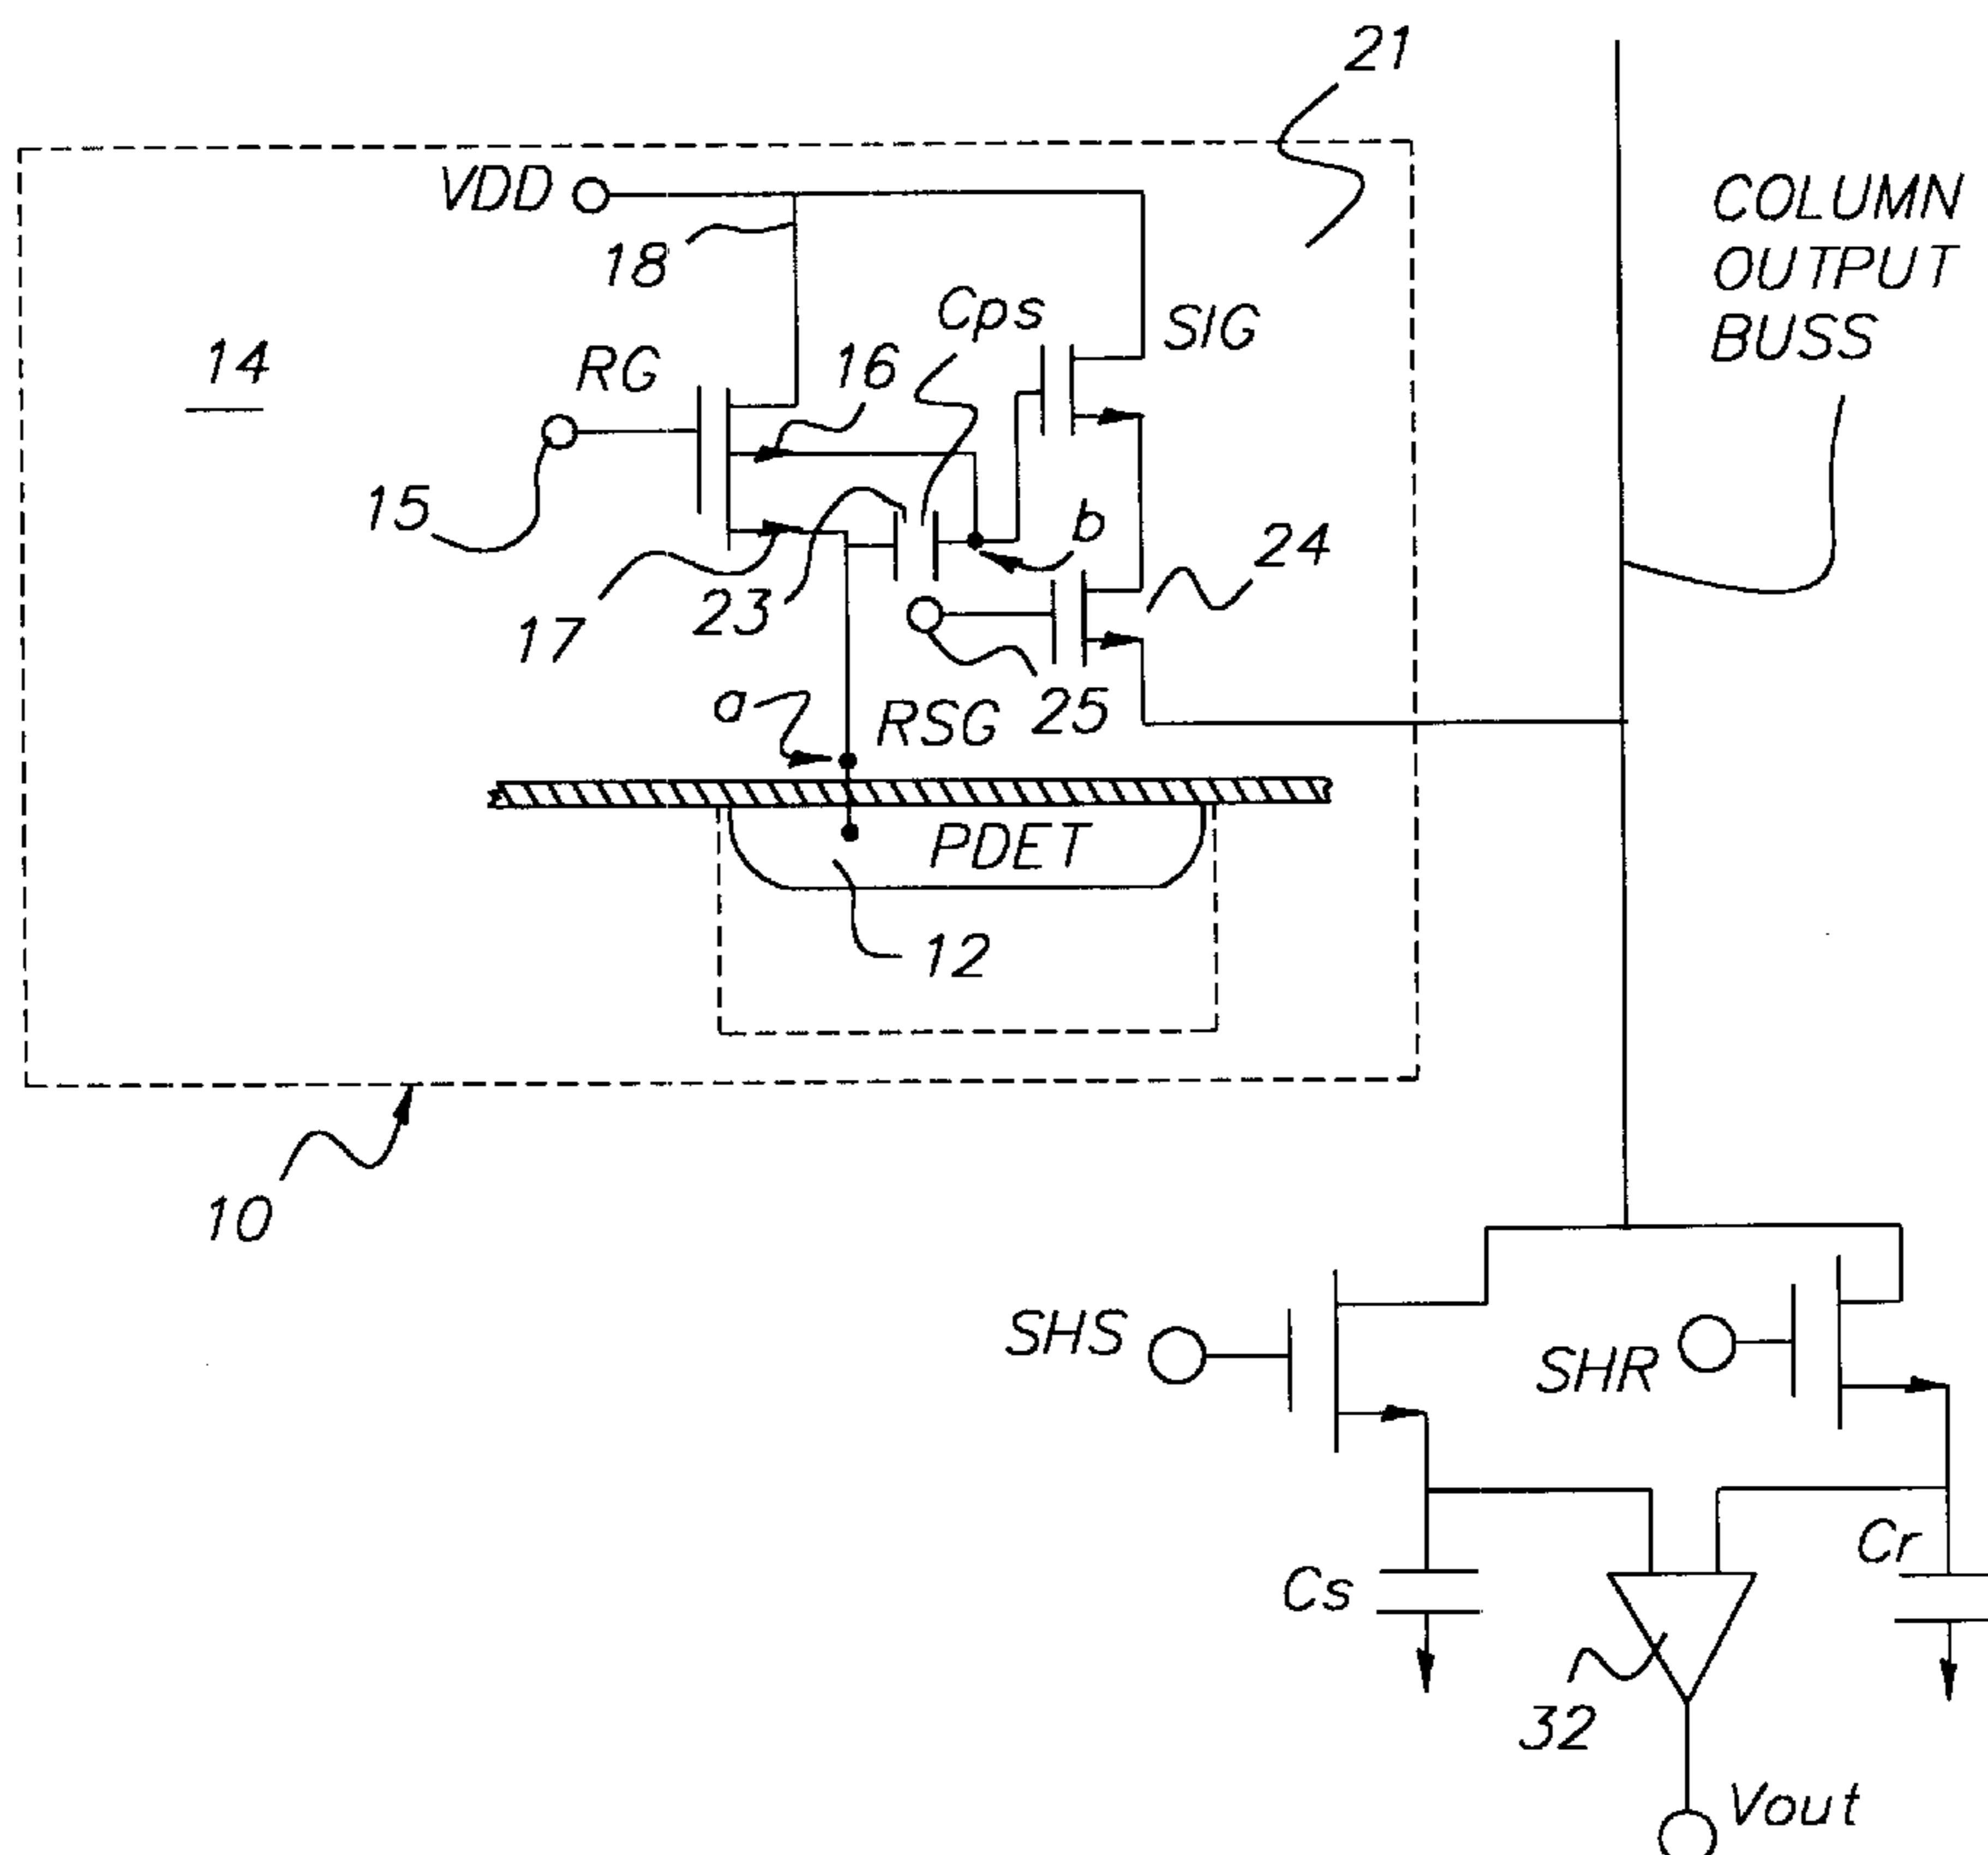 21
VDD
COLUMN
OUTPUT
BUSS
18
Cps
SIG
14
RG
16
15
b
24
23
17
a
RSG
25
PDET
12
10
SHS
SHR
Cr
Cs
32
Vout